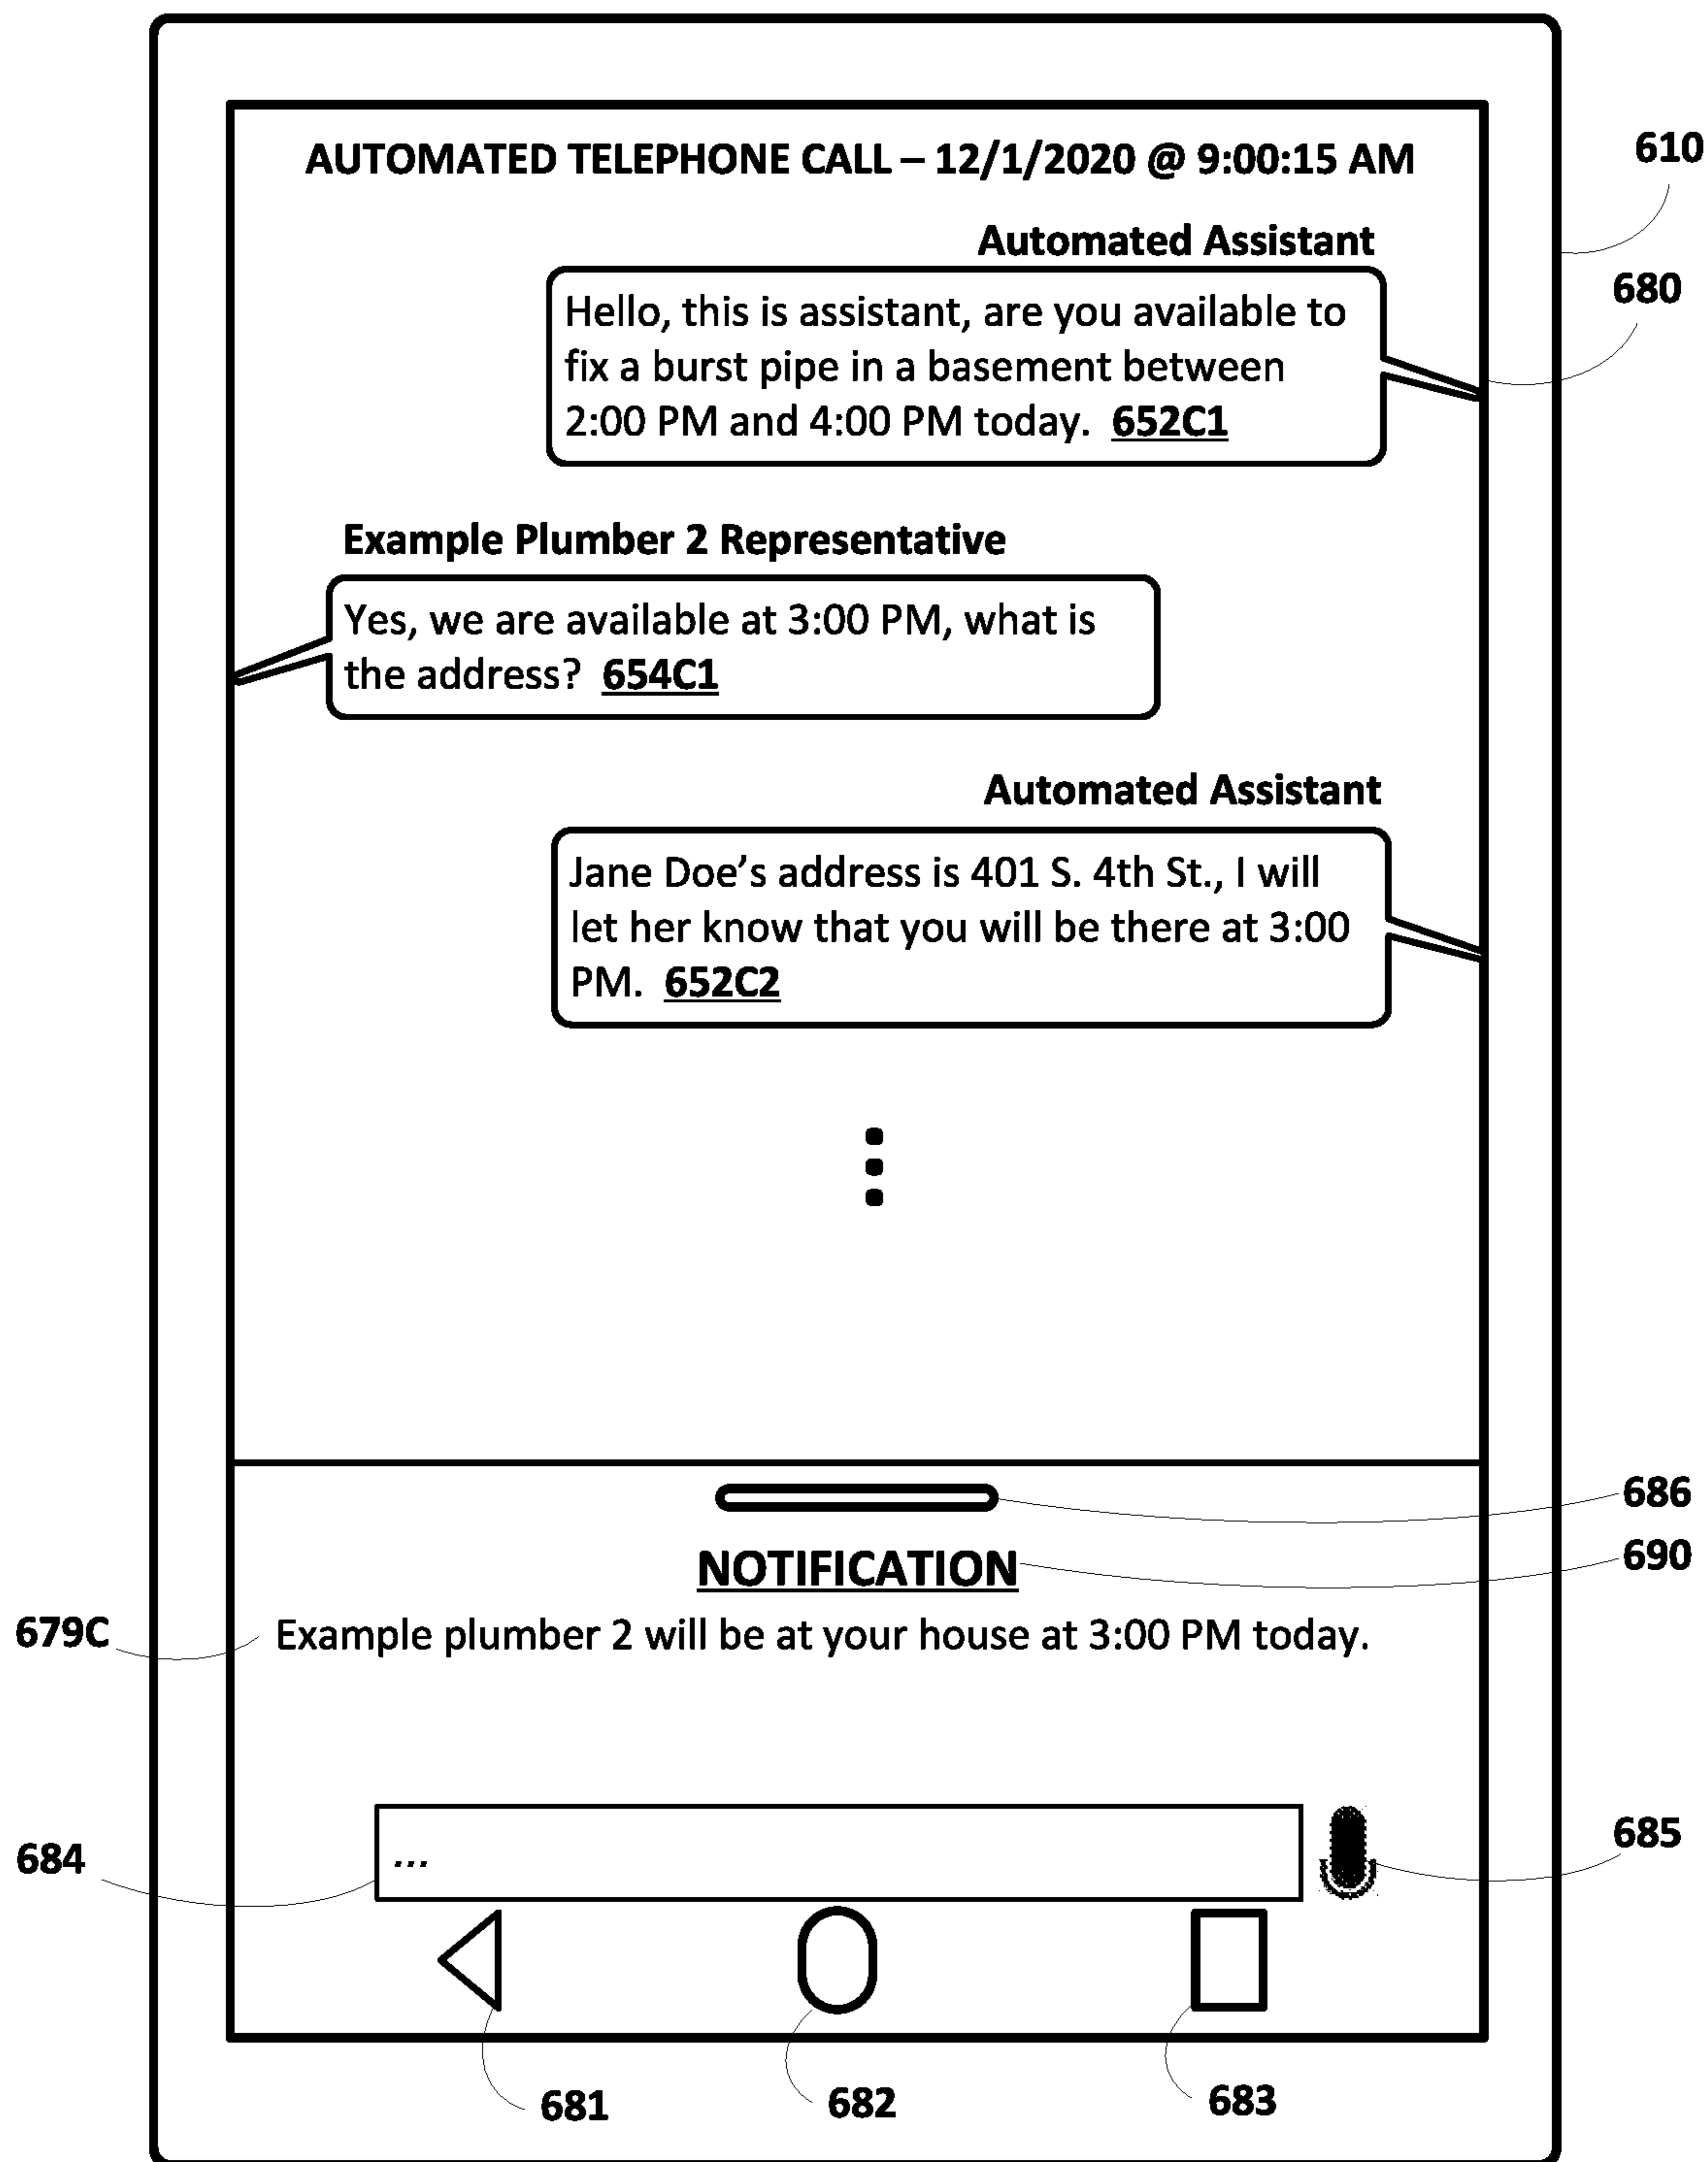 AUTOMATED TELEPHONE CALL – 12/1/2020 @ 9:00:15 AM
610
Automated Assistant
680
Hello, this is assistant, are you available to
fix a burst pipe in a basement between
2:00 PM and 4:00 PM today. 652C1
Example Plumber 2 Representative
Yes, we are available at 3:00 PM, what is
the address? 654C1
Automated Assistant
Jane Doe’s address is 401 S. 4th St., I will
let her know that you will be there at 3:00
PM. 652C2
686
NOTIFICATION
690
679C
Example plumber 2 will be at your house at 3:00 PM today.
684
...
685
681
682
683